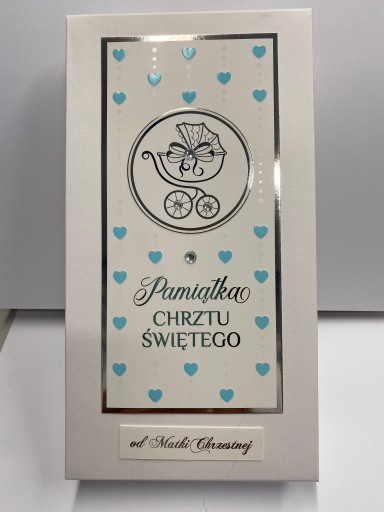 Pamiątka
CHRZTU
ŚWIĘTEGO
od Matki Chrzestnej